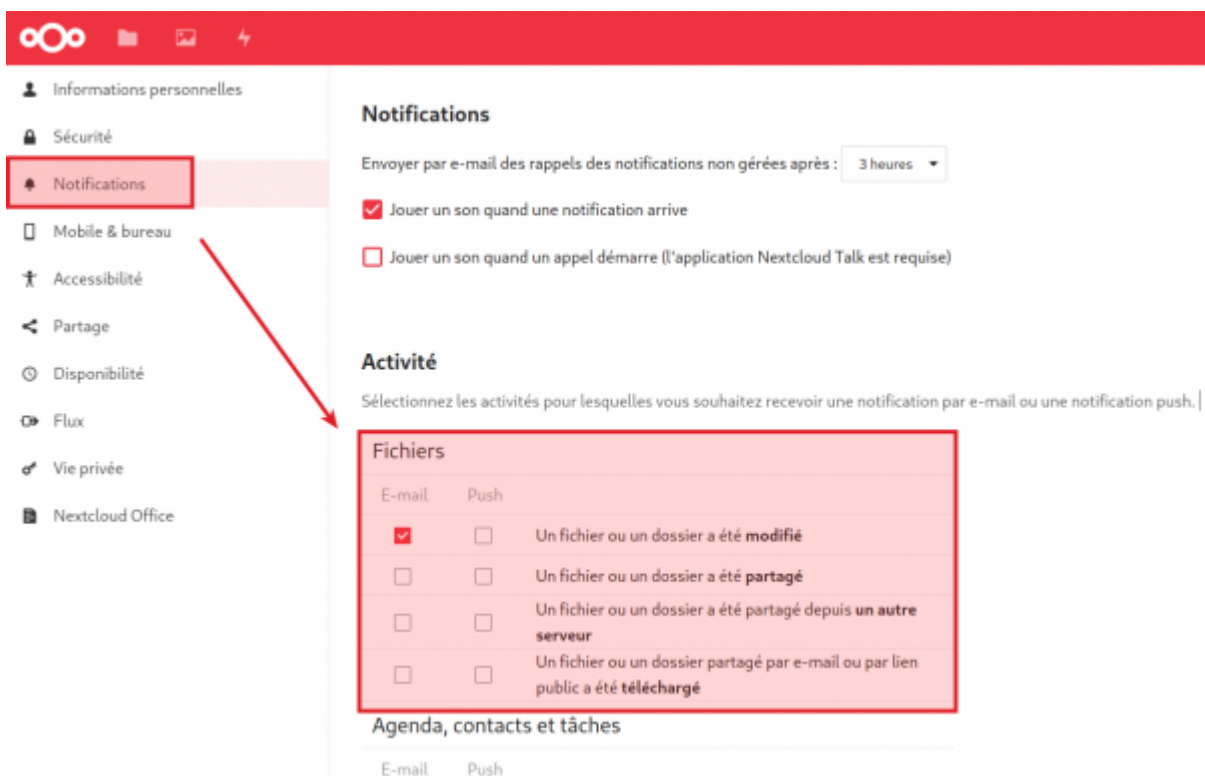 Informations personnelles
Sécurité
Notifications
Mobile & bureau
Accessibilité
Partage
Disponibilité
Flux
Vie privée
Nextcloud Office
Notifications
Envoyer par e-mail des rappels des notifications non gérées après : 3 heures
Jouer un son quand une notification arrive
Jouer un son quand un appel démarre (l'application Nextcloud Talk est requise)
Activité
Sélectionnez les activités pour lesquelles vous souhaitez recevoir une notification par e-mail ou une notification push.
Fichiers
E-mail Push
Un fichier ou un dossier a été modifié
Un fichier ou un dossier a été partagé
Un fichier ou un dossier a été partagé depuis un autre
serveur
Un fichier ou un dossier partagé par e-mail ou par lien
public a été téléchargé
Agenda, contacts et tâches
E-mail Push